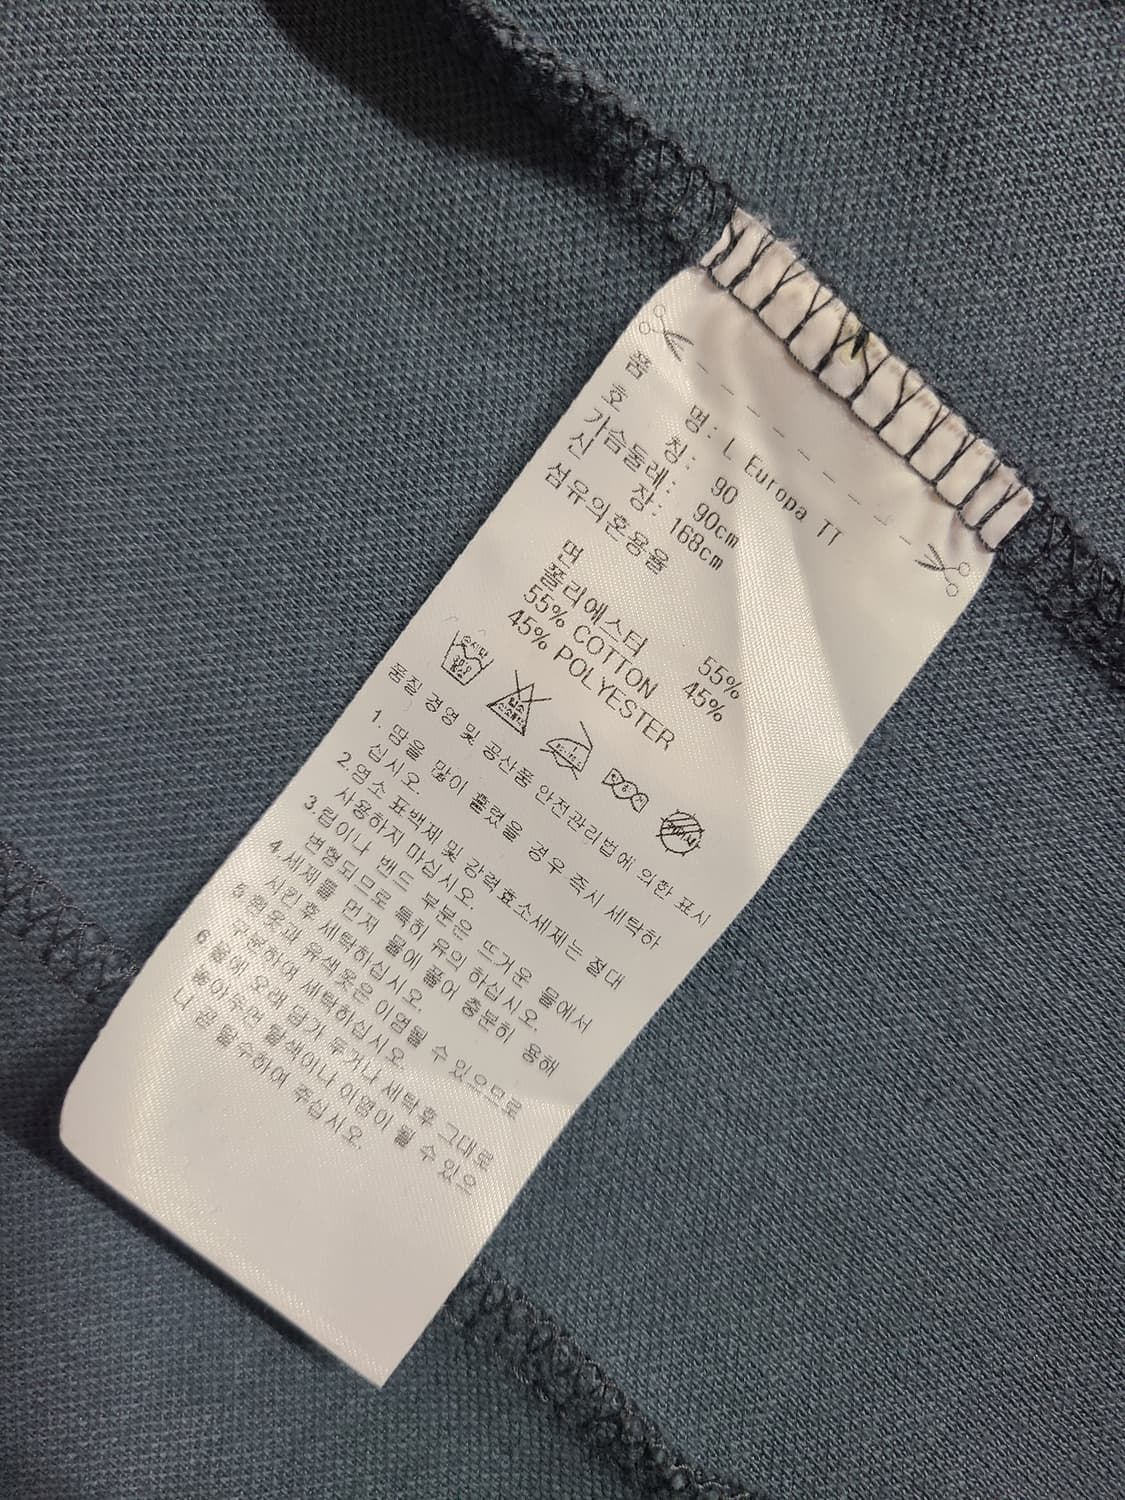 품 명: L Europa TT
호 칭: 90
가슴둘레: 90cm
신 장: 168cm
섬유의혼용율
면 55%
폴리에스터 45%
55% COTTON
45% POLYESTER
품질 경영 및 공산품 안전관리법에 의한 표시
1. 땀을 많이 흘렸을 경우 즉시 세탁하
십시오.
2.염소 표백제 및 강력효소세제는 절대
사용하지 마십시오.
3.립이나 밴드 부분은 뜨거운 물에서
변형되므로 특히 유의 하십시오.
4.세제를 먼저 물에 풀어 충분히 용해
시킨후 세탁하십시오.
5 흰옷과 유색옷은 이염될 수 있으므로
구분하여 세탁하십시오.
6 물에 오래 담가 두거나 세탁후 그대로
놓아두면 탈색이나 이염이 될 수 있으
니 곧 탈수하여 주십시오.